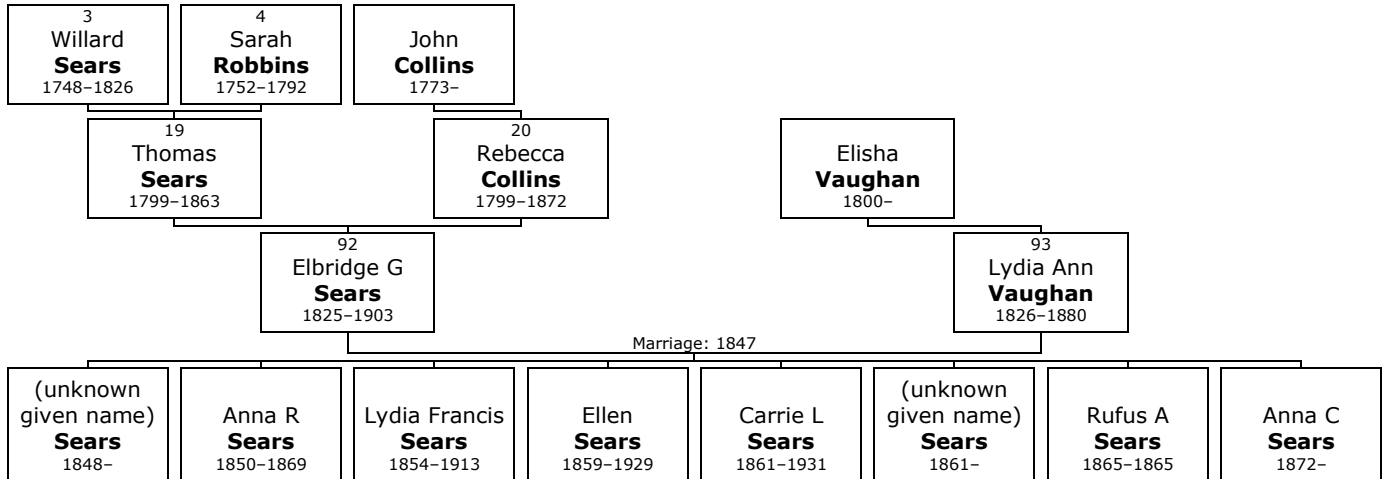 3
Willard
Sears
1748–1826
4
Sarah
Robbins
1752–1792
John
Collins
1773–
19
Thomas
Sears
1799–1863
20
Rebecca
Collins
1799–1872
Elisha
Vaughan
1800–
92
Elbridge G
Sears
1825–1903
93
Lydia Ann
Vaughan
1826–1880
Marriage: 1847
(unknown
given name)
Sears
1848–
Anna R
Sears
1850–1869
Lydia Francis
Sears
1854–1913
Ellen
Sears
1859–1929
Carrie L
Sears
1861–1931
(unknown
given name)
Sears
1861–
Rufus A
Sears
1865–1865
Anna C
Sears
1872–